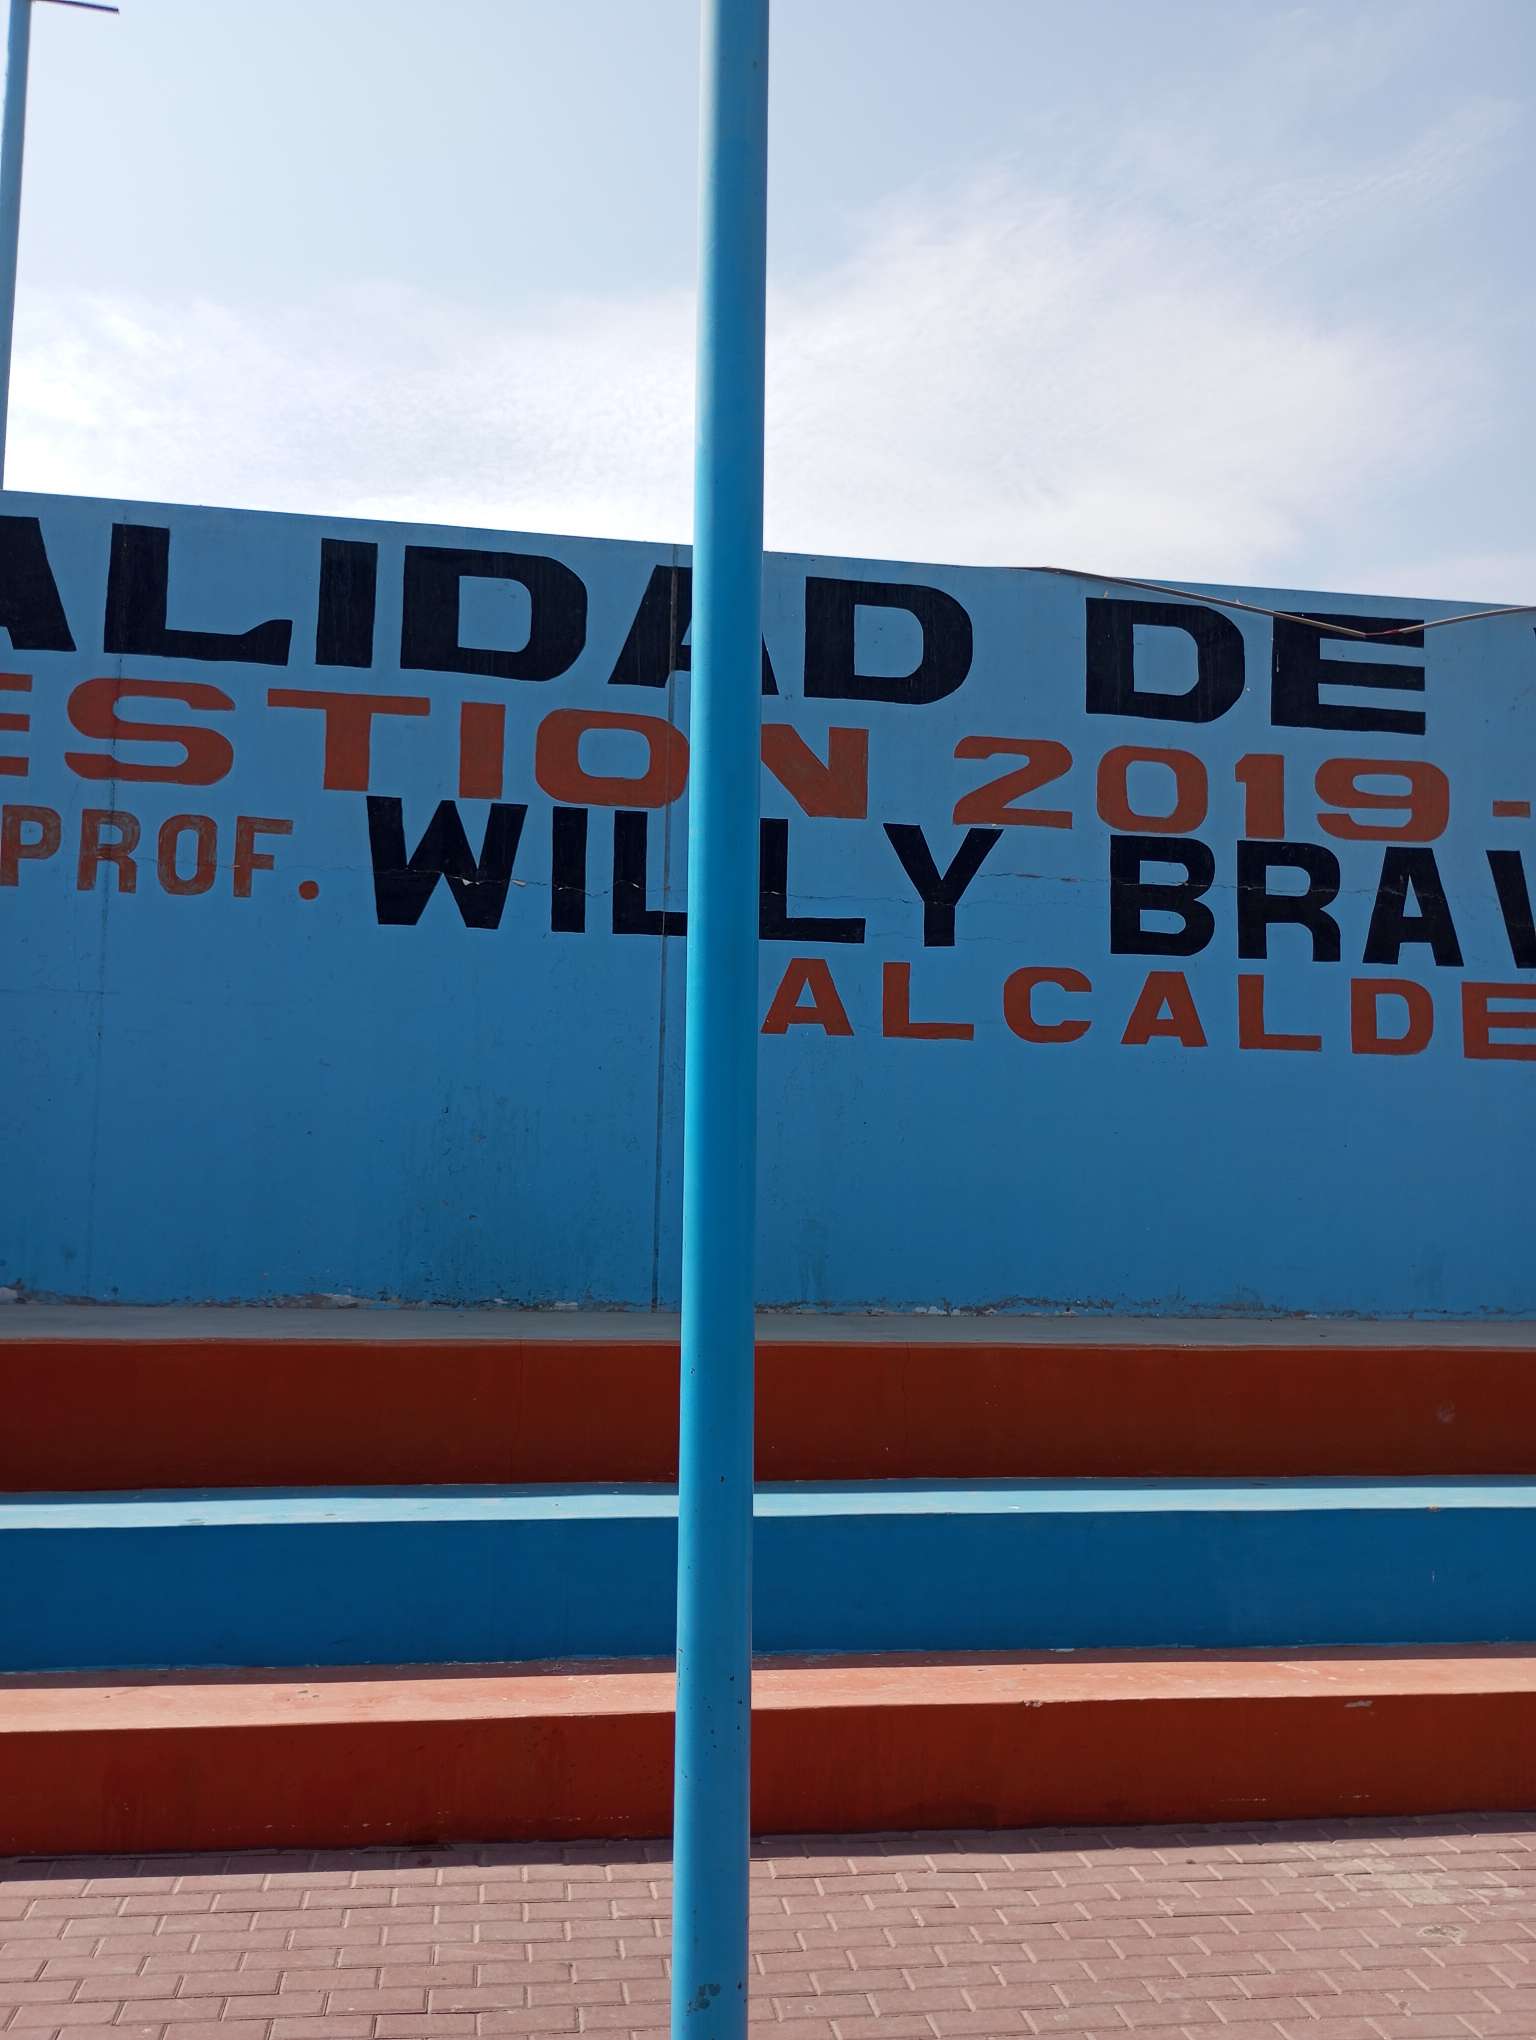 ALIDAD DE
ESTION 2019 -
PROF. WILLY BRAV
ALCALDE